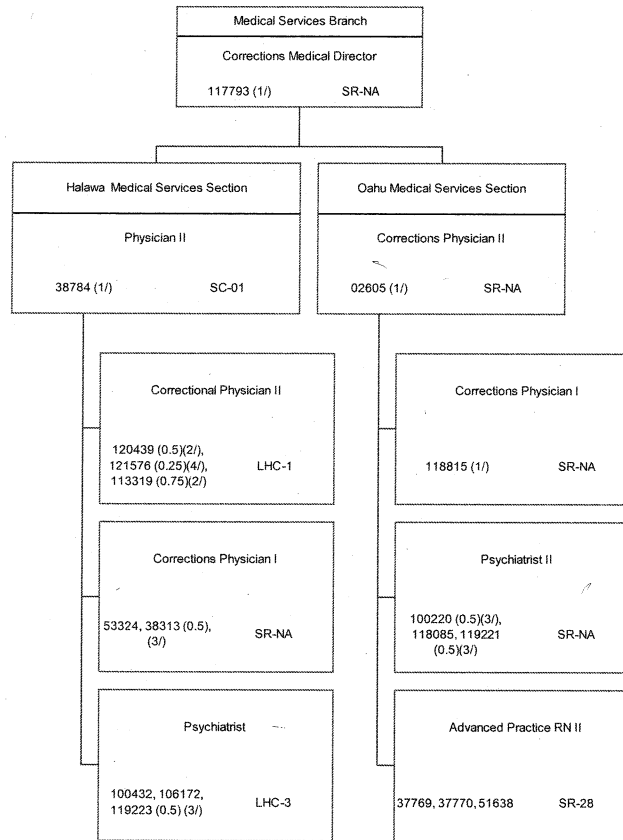 Medical Services Branch
Corrections Medical Director
117793 (1/) SR-NA
Halawa Medical Services Section
Physician II
38784 (1/) SC-01
Oahu Medical Services Section
Corrections Physician II
02605 (1/) SR-NA
Correctional Physician II
120439 (0.5)(2/),
121576 (0.25)(4/), LHC-1
113319 (0.75)(2/)
Corrections Physician I
53324, 38313 (0.5), SR-NA
(3/)
Psychiatrist
100432, 106172, LHC-3
119223 (0.5) (3/)
Corrections Physician I
118815 (1/) SR-NA
Psychiatrist II
100220 (0.5)(3/),
118085, 119221 SR-NA
(0.5)(3/)
Advanced Practice RN II
37769, 37770, 51638 SR-28